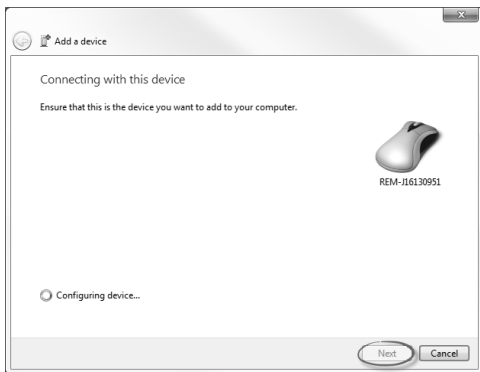 Add a device
Connecting with this device
Ensure that this is the device you want to add to your computer.
REM-J16130951
Configuring device...
Next
Cancel